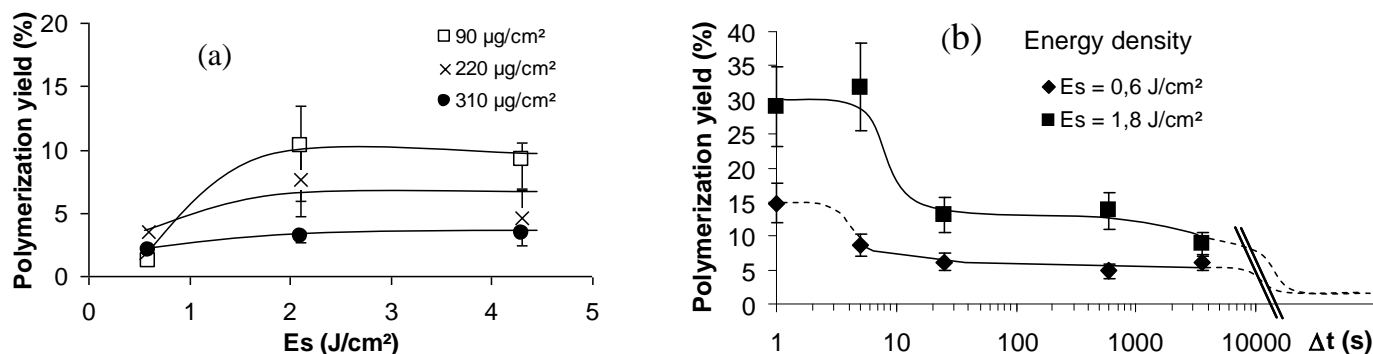 Polymerization yield (%)
20
15
10
5
0
(a)
90 µg/cm²
220 µg/cm²
310 µg/cm²
0 1 2 3 4 5
Es (J/cm²)
Polymerization yield (%)
40
35
30
25
20
15
10
5
0
(b) Energy density
Es = 0,6 J/cm²
Es = 1,8 J/cm²
1 10 100 1000 10000 Δt (s)